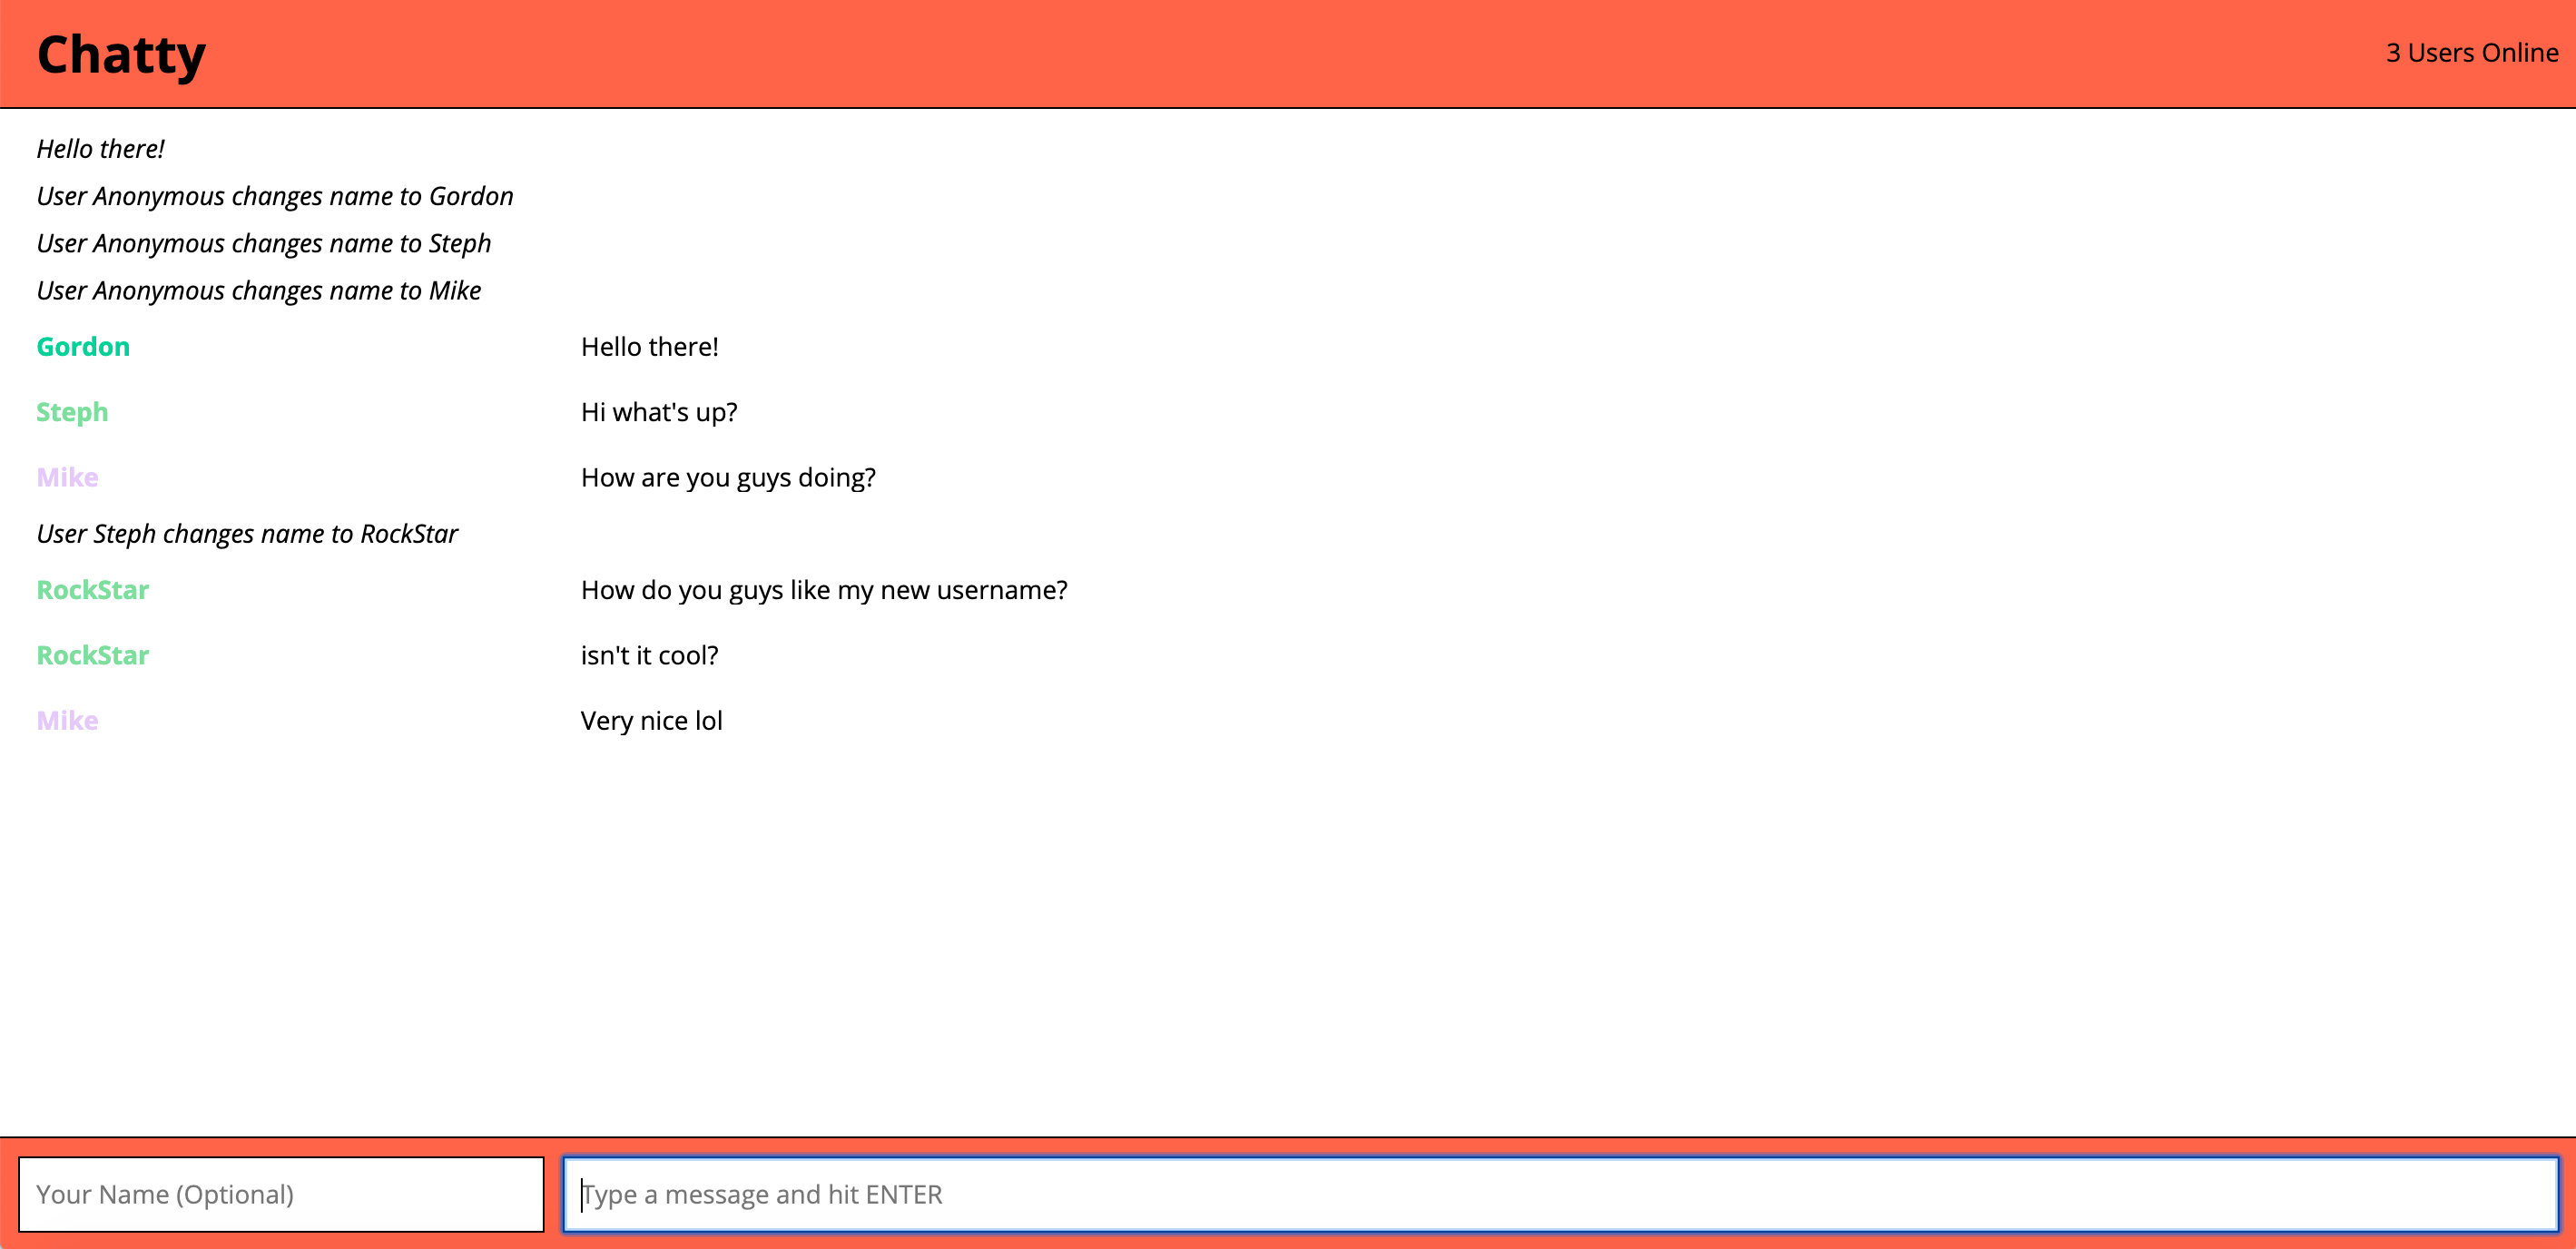 Chatty
3 Users Online
Hello there!
User Anonymous changes name to Gordon
User Anonymous changes name to Steph
User Anonymous changes name to Mike
Gordon Hello there!
Steph Hi what's up?
Mike How are you guys doing?
User Steph changes name to RockStar
RockStar How do you guys like my new username?
RockStar isn't it cool?
Mike Very nice lol
Your Name (Optional) Type a message and hit ENTER